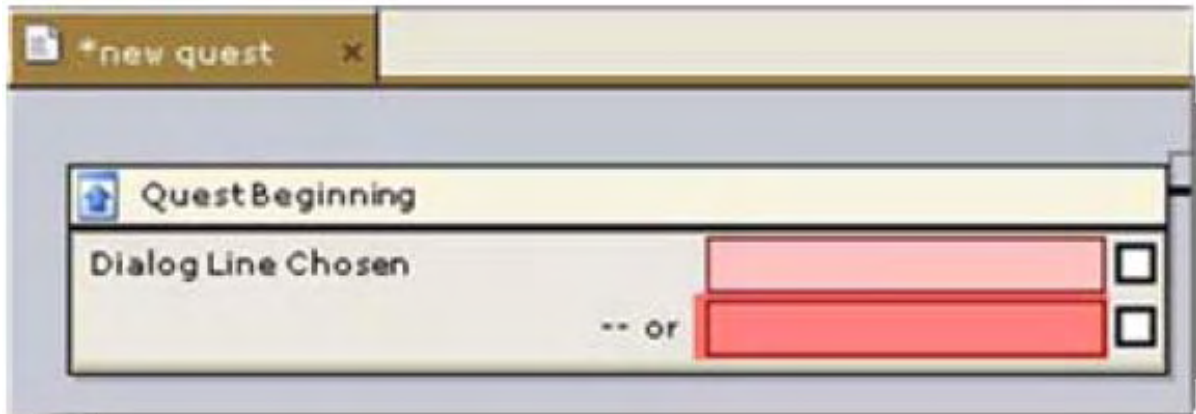 *new quest ×
Quest Beginning
Dialog Line Chosen
-- or